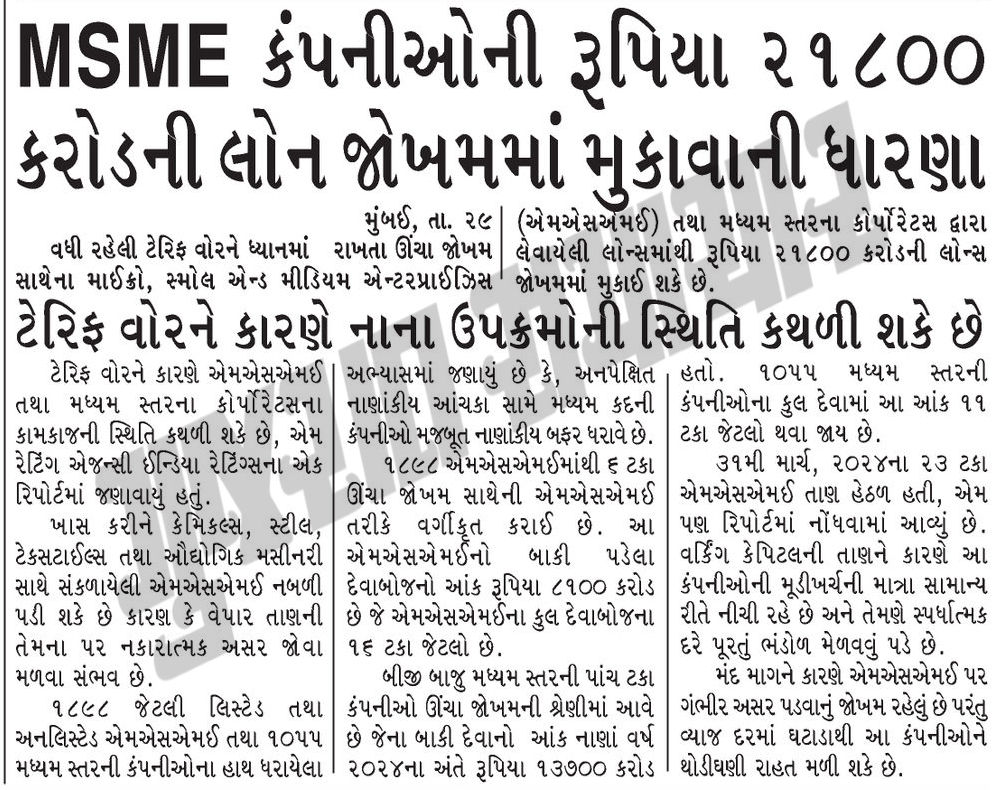 MSME કંપનીઓની રૂપિયા ૨૧૮૦૦
કરોડની લોન જોખમમાં મુકાવાની ધારણા
મુંબઈ, તા. ૨૯
વધી રહેલી ટેરિફ વોરને ધ્યાનમાં રાખતા ઊંચા જોખમ
સાથેના માઈક્રો, સ્મોલ એન્ડ મીડિયમ એન્ટરપ્રાઈઝિસ
(એમએસએમઈ) તથા મધ્યમ સ્તરના કોર્પોરેટસ દ્વારા
લેવાયેલી લોન્સમાંથી રૂપિયા ૨૧૮૦૦ કરોડની લોન્સ
જોખમમાં મુકાઈ શકે છે.
ટેરિફ વોરને કારણે નાના ઉપક્રમોની સ્થિતિ કથળી શકે છે
ટેરિફ વોરને કારણે એમએસએમઈ
તથા મધ્યમ સ્તરના કોર્પોરેટસના
કામકાજની સ્થિતિ કથળી શકે છે, એમ
રેટિંગ એજન્સી ઈન્ડિયા રેટિંગ્સના એક
રિપોર્ટમાં જણાવાયું હતું.
ખાસ કરીને કેમિકલ્સ, સ્ટીલ,
ટેકસટાઈલ્સ તથા ઔદ્યોગિક મસીનરી
સાથે સંકળાયેલી એમએસએમઈ નબળી
પડી શકે છે કારણ કે વેપાર તાણની
તેમના પર નકારાત્મક અસર જોવા
મળવા સંભવ છે.
૧૮૯૮ જેટલી લિસ્ટેડ તથા
અનલિસ્ટેડ એમએસએમઈ તથા ૧૦૫૫
મધ્યમ સ્તરની કંપનીઓના હાથ ધરાયેલા
અભ્યાસમાં જણાયું છે કે, અનપેક્ષિત
નાણાંકીય આંચકા સામે મધ્યમ કદની
કંપનીઓ મજબૂત નાણાંકીય બફર ધરાવે છે.
૧૮૯૮ એમએસએમઈમાંથી ૬ ટકા
ઊંચા જોખમ સાથેની એમએસએમઈ
તરીકે વર્ગીકૃત કરાઈ છે. આ
એમએસએમઈનો બાકી પડેલા
દેવાબોજનો આંક રૂપિયા ૮૧૦૦ કરોડ
છે જે એમએસએમઈના કુલ દેવાબોજના
૧૬ ટકા જેટલો છે.
બીજી બાજુ મધ્યમ સ્તરની પાંચ ટકા
કંપનીઓ ઊંચા જોખમની શ્રેણીમાં આવે
છે જેના બાકી દેવાનો આંક નાણાં વર્ષ
૨૦૨૪ના અંતે રૂપિયા ૧૩૭૦૦ કરોડ
હતો. ૧૦૫૫ મધ્યમ સ્તરની
કંપનીઓના કુલ દેવામાં આ આંક ૧૧
ટકા જેટલો થવા જાય છે.
૩૧મી માર્ચ, ૨૦૨૪ના ૨૩ ટકા
એમએસએમઈ તાણ હેઠળ હતી, એમ
પણ રિપોર્ટમાં નોંધવામાં આવ્યું છે.
વર્કિંગ કેપિટલની તાણને કારણે આ
કંપનીઓની મૂડીખર્ચની માત્રા સામાન્ય
રીતે નીચી રહે છે અને તેમણે સ્પર્ધાત્મક
દરે પૂરતું ભંડોળ મેળવવું પડે છે.
મંદ માગને કારણે એમએસએમઈ પર
ગંભીર અસર પડવાનું જોખમ રહેલું છે પરંતુ
વ્યાજ દરમાં ઘટાડાથી આ કંપનીઓને
થોડીઘણી રાહત મળી શકે છે.
ગુજરાત સમાચાર